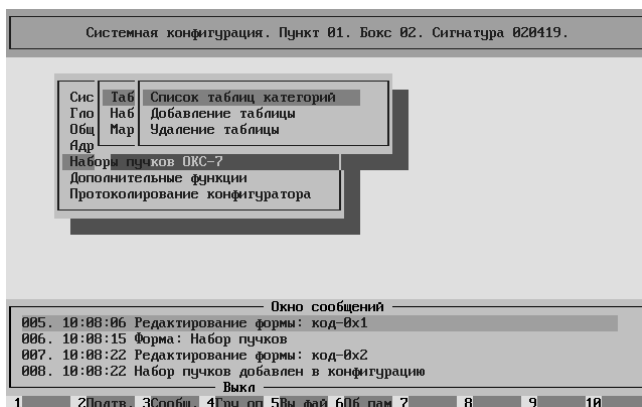 Системная конфигурация. Пункт 01. Бокс 02. Сигнатура 020419.
Сис Таб Список таблиц категорий
Гло Наб Добавление таблицы
Общ Мар Удаление таблицы
Адр
Наборы пучков ОКС-7
Дополнительные функции
Протоколирование конфигуратора
Окно сообщений
005. 10:08:06 Редактирование формы: код-0x1
006. 10:08:15 Форма: Набор пучков
007. 10:08:22 Редактирование формы: код-0x2
008. 10:08:22 Набор пучков добавлен в конфигурацию
Выкл
1 2Подтв. 3Сообщ. 4Гру оп 5Вы фай 6Об пам 7 8 9 10